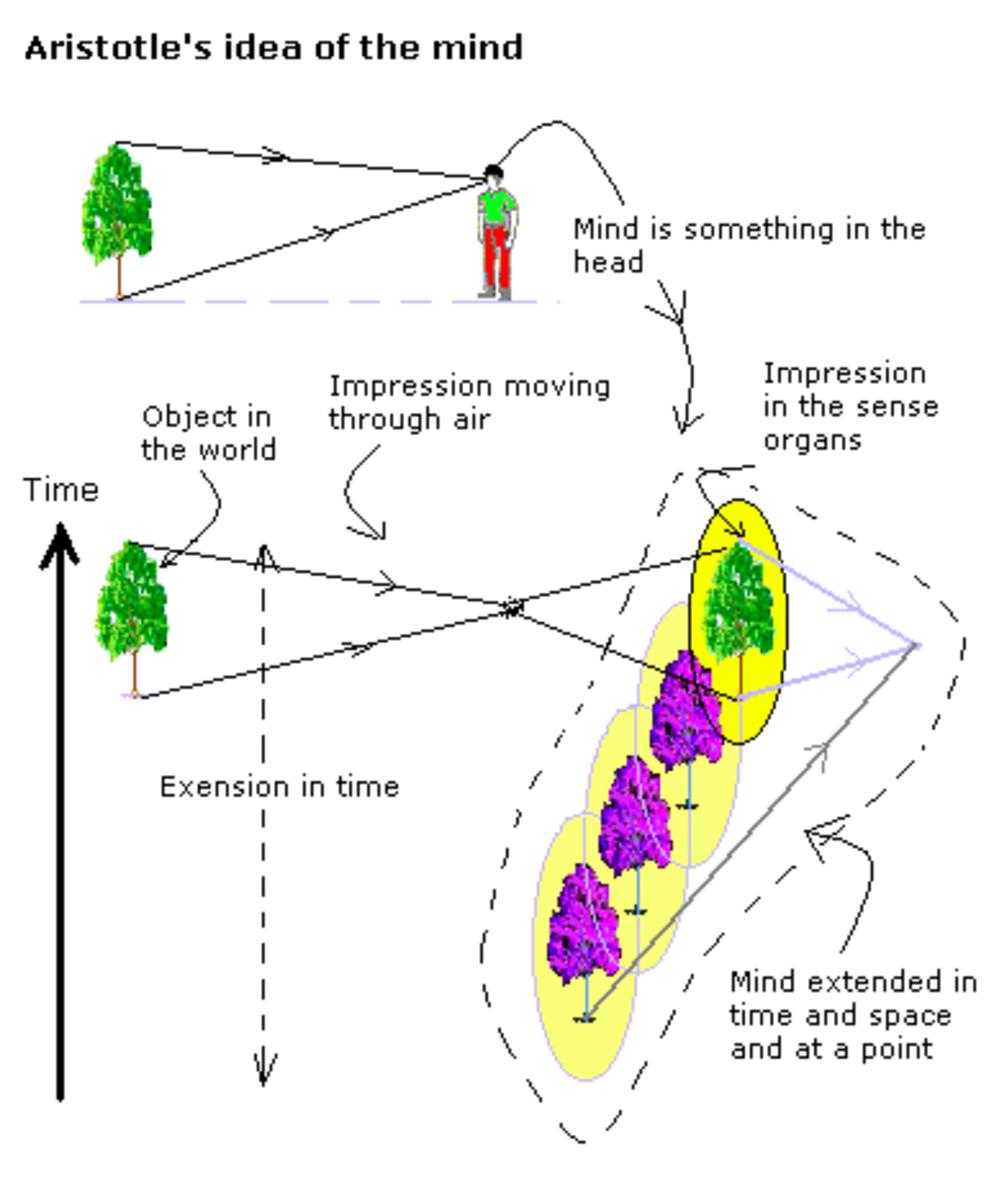 Aristotle's idea of the mind
Mind is something in the
head
Impression
in the sense
organs
Impression moving
through air
Object in
the world
Time
Exension in time
Mind extended in
time and space
and at a point